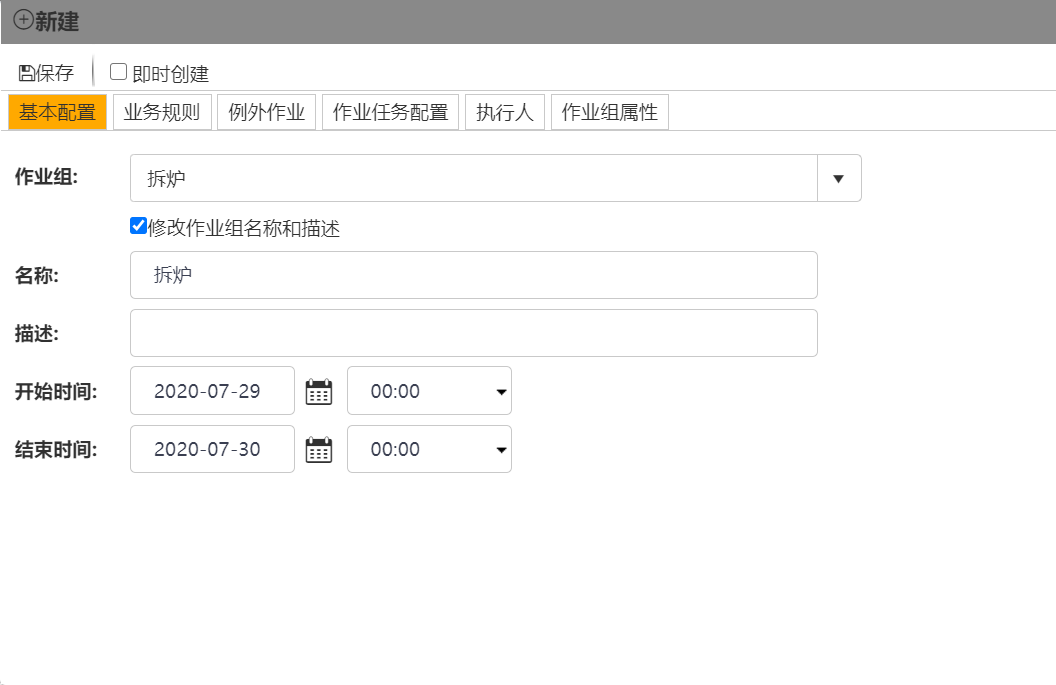 新建
保存 即时创建
基本配置 业务规则 例外作业 作业任务配置 执行人 作业组属性
作业组: 拆炉
修改作业组名称和描述
名称: 拆炉
描述:
开始时间: 2020-07-29 00:00
结束时间: 2020-07-30 00:00